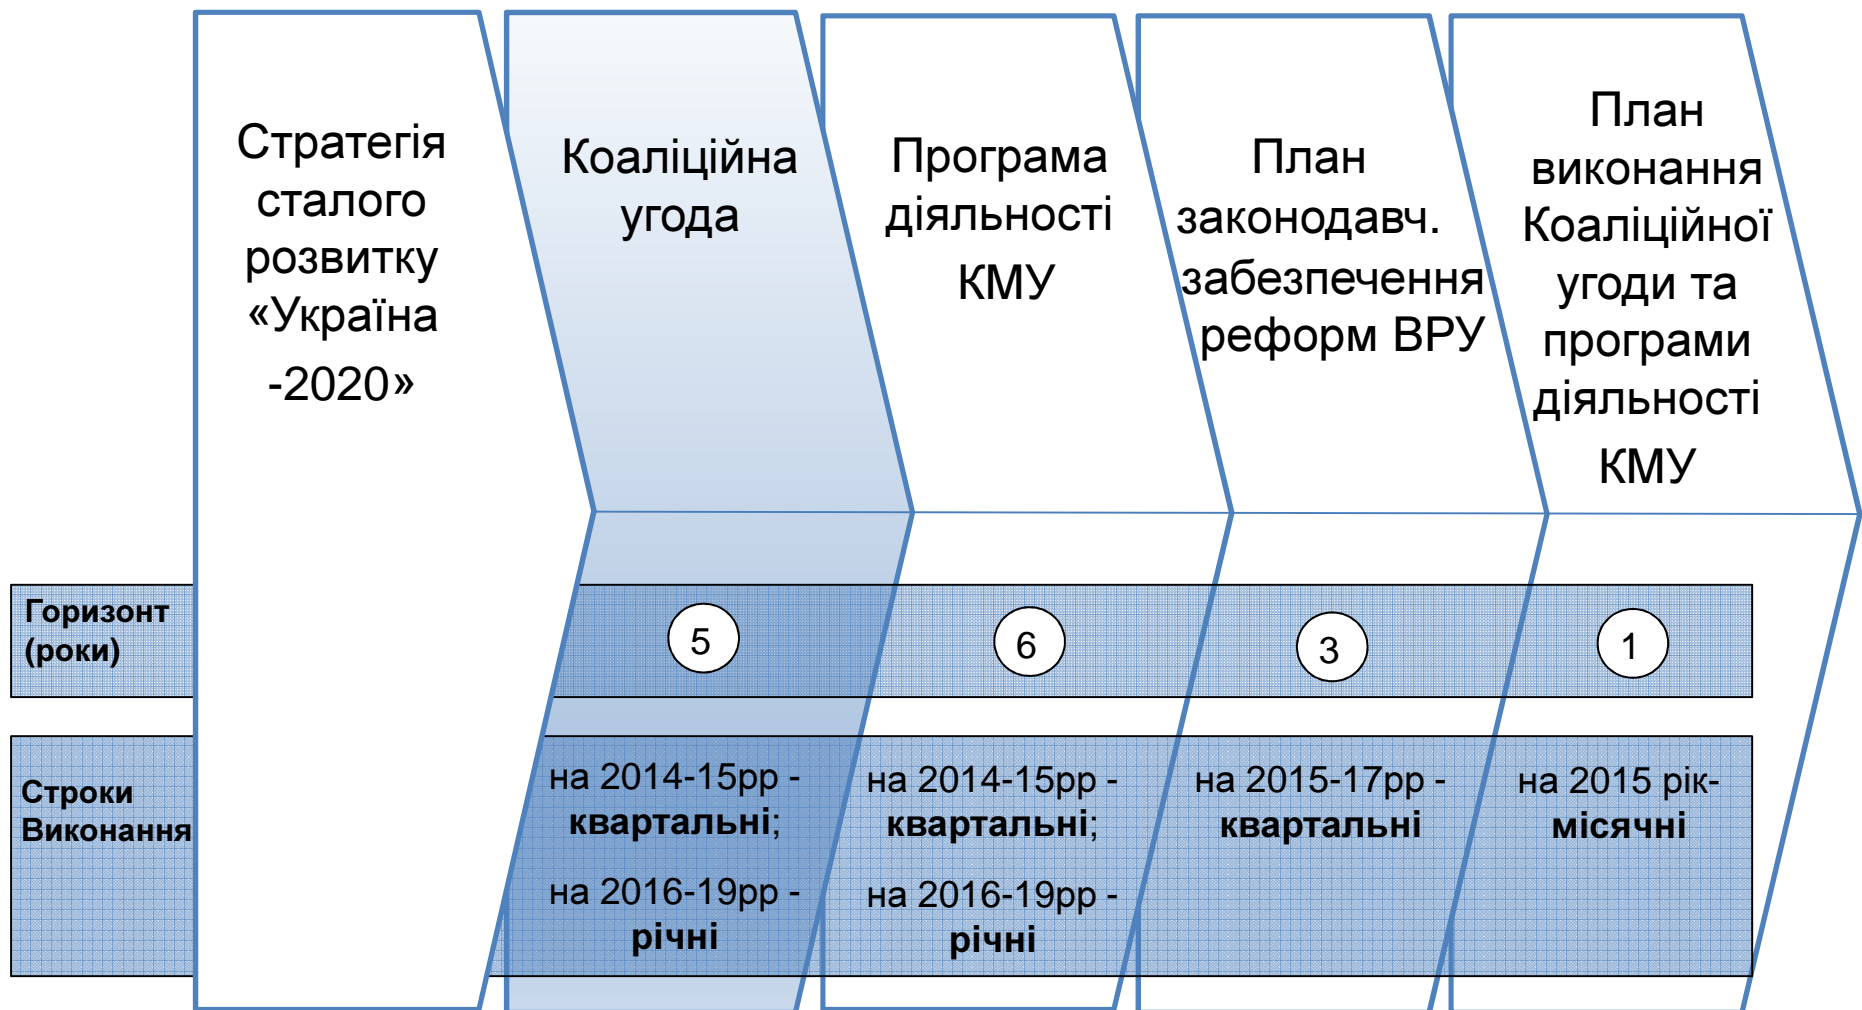 Стратегія
сталого
розвитку
«Україна
-2020»
Коаліційна
угода
Програма
діяльності
КМУ
План
законодавч.
забезпечення
реформ ВРУ
План
виконання
Коаліційної
угоди та
програми
діяльності
КМУ
Горизонт
(роки)
5
6
3
1
Строки
Виконання
на 2014-15рр -
квартальні;
на 2016-19рр -
річні
на 2014-15рр -
квартальні;
на 2016-19рр -
річні
на 2015-17рр -
квартальні
на 2015 рік-
місячні